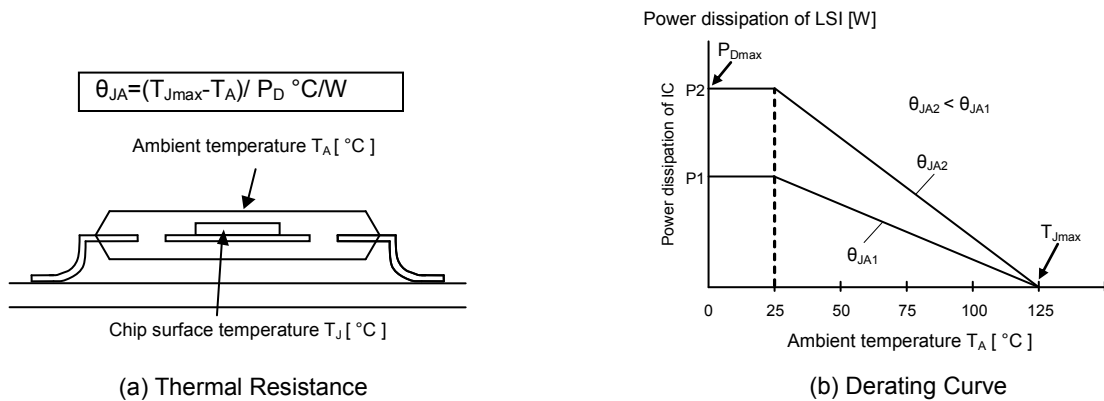 θJA=(TJmax-TA)/ PD °C/W
Ambient temperature TA [ °C ]
Chip surface temperature TJ [ °C ]
(a) Thermal Resistance
Power dissipation of LSI [W]
PDmax
P2
θJA2 < θJA1
Power dissipation of IC
θJA2
P1
TJmax
θJA1
0 25 50 75 100 125
Ambient temperature TA [ °C ]
(b) Derating Curve